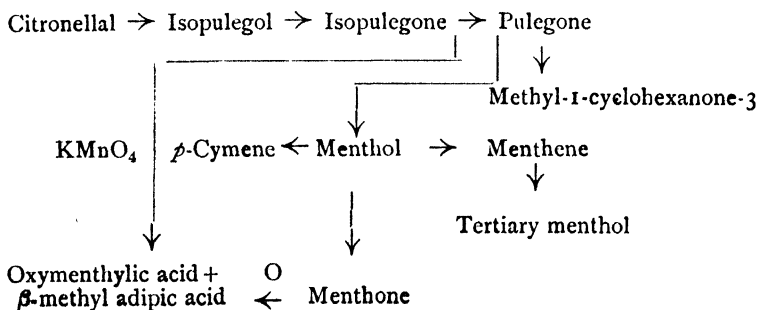 Citronellal → Isopulegol → Isopulegone → Pulegone
Methyl-1-cyclohexanone-3
KMnO₄ p-Cymene ← Menthol → Menthene
Tertiary menthol
Oxymenthylic acid + O
β-methyl adipic acid ← Menthone